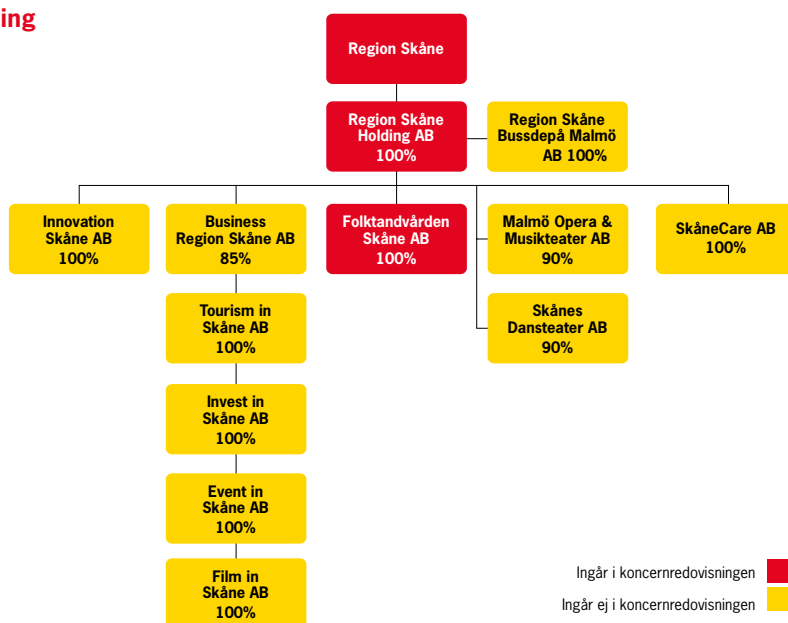 ing
Region Skåne
Region Skåne
Holding AB
100%
Region Skåne
Bussdepå Malmö
AB 100%
Innovation
Skåne AB
100%
Business
Region Skåne AB
85%
Folktandvården
Skåne AB
100%
Malmö Opera &
Musikteater AB
90%
SkåneCare AB
100%
Tourism in
Skåne AB
100%
Skånes
Dansteater AB
90%
Invest in
Skåne AB
100%
Event in
Skåne AB
100%
Film in
Skåne AB
100%
Ingår i koncernredovisningen
Ingår ej i koncernredovisningen